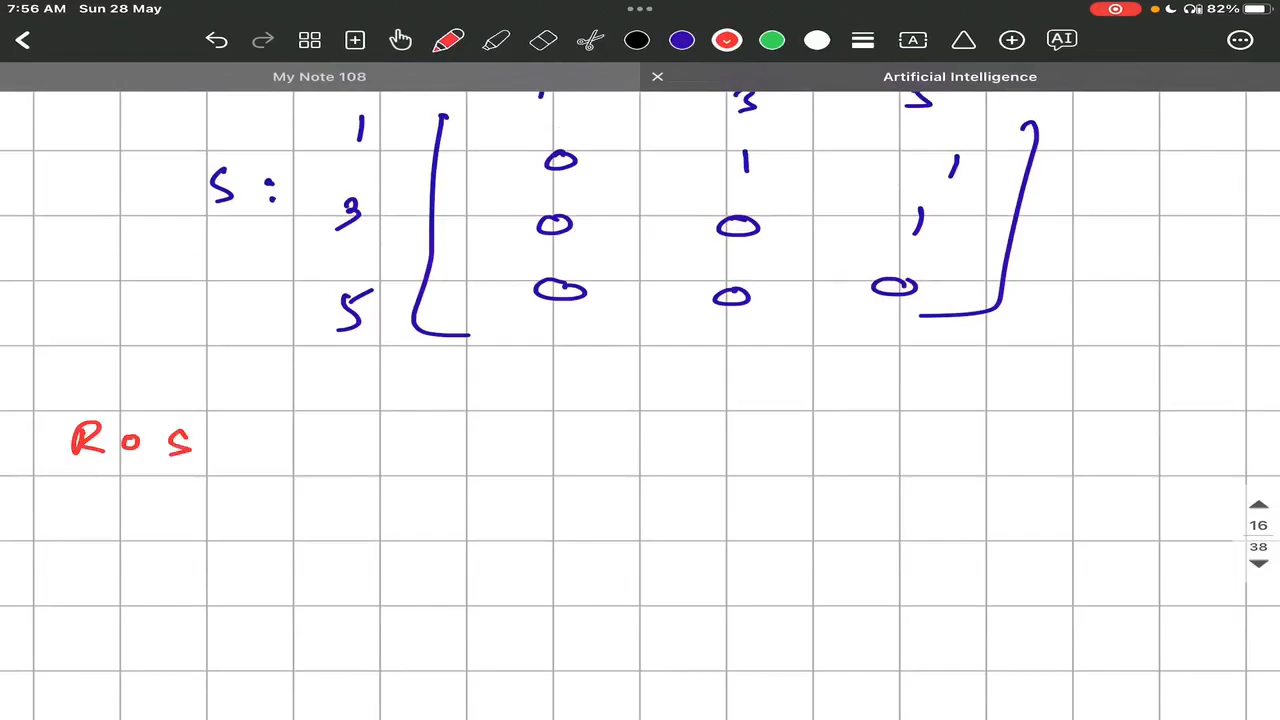 7:56 AM Sun 28 May 82%
My Note 108 Artificial Intelligence
3 5
1 0 1 1
S : 3 0 0 1
5 0 0 0
R o S
16
38